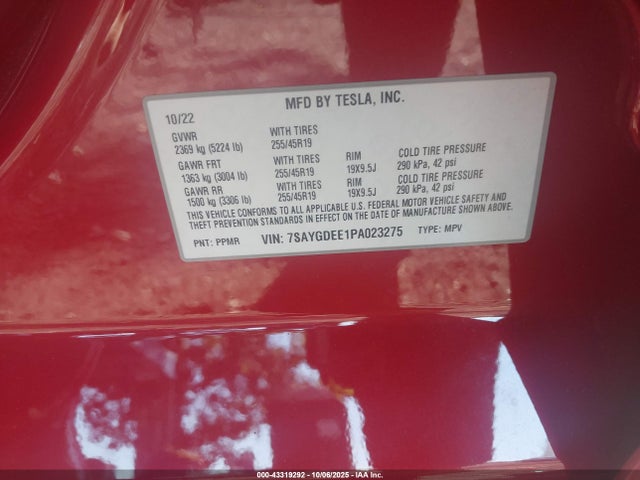 MFD BY TESLA, INC.
10/22
GVWR WITH TIRES
2369 kg (5224 lb) 255/45R19
GAWR FRT WITH TIRES RIM COLD TIRE PRESSURE
1363 kg (3004 lb) 255/45R19 19X9.5J 290 kPa, 42 psi
GAWR RR WITH TIRES RIM COLD TIRE PRESSURE
1500 kg (3306 lb) 255/45R19 19X9.5J 290 kPa, 42 psi
THIS VEHICLE CONFORMS TO ALL APPLICABLE U.S. FEDERAL MOTOR VEHICLE SAFETY AND
THEFT PREVENTION STANDARDS IN EFFECT ON THE DATE OF MANUFACTURE SHOWN ABOVE.
PNT: PPMR VIN: 7SAYGDEE1PA023275 TYPE: MPV
000-43319292 - 10/06/2025 - IAA Inc.